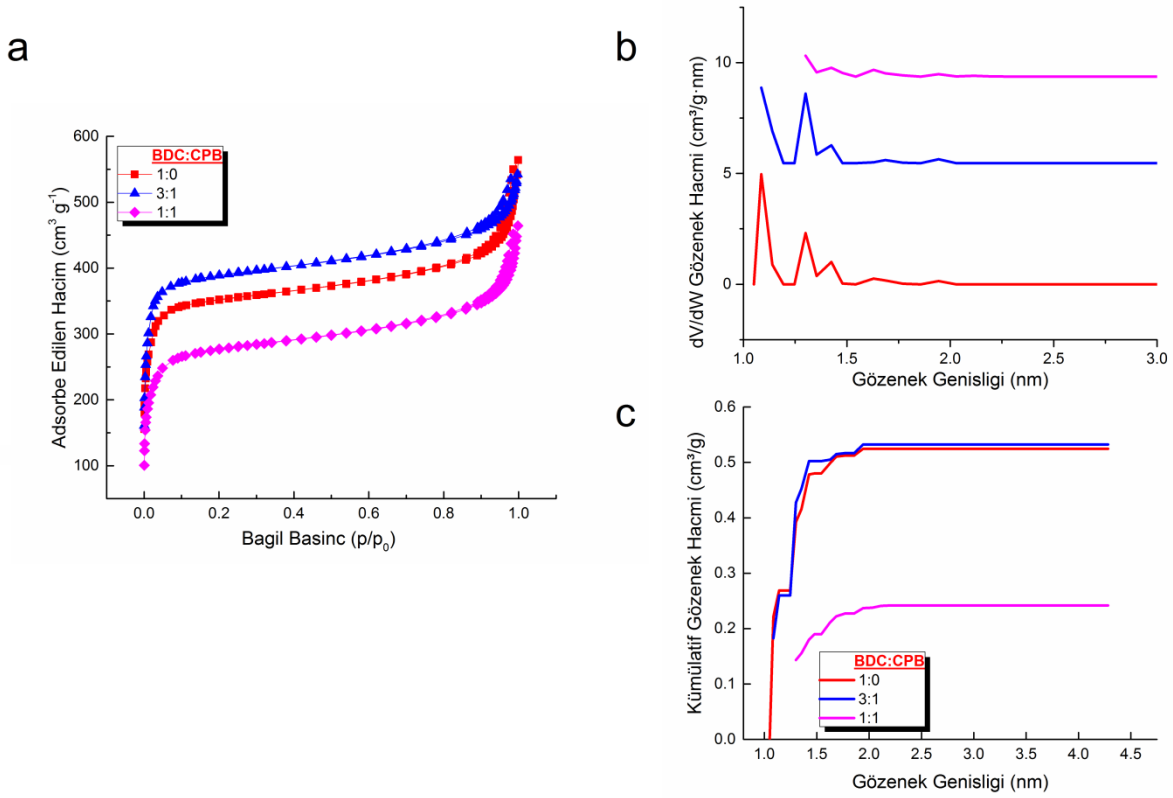 a
600
500
400
300
200
100
Adsorbe Edilen Hacim (cm³ g⁻¹)
BDC:CPB
1:0
3:1
1:1
0.0 0.2 0.4 0.6 0.8 1.0
Bagil Basinc (p/p₀)
b
10
5
0
dV/dW Gözenek Hacmi (cm³/g·nm)
1.0 1.5 2.0 2.5 3.0
Gözenek Genisligi (nm)
c
0.6
0.5
0.4
0.3
0.2
0.1
0.0
Kümülatif Gözenek Hacmi (cm³/g)
BDC:CPB
1:0
3:1
1:1
1.0 1.5 2.0 2.5 3.0 3.5 4.0 4.5
Gözenek Genisligi (nm)